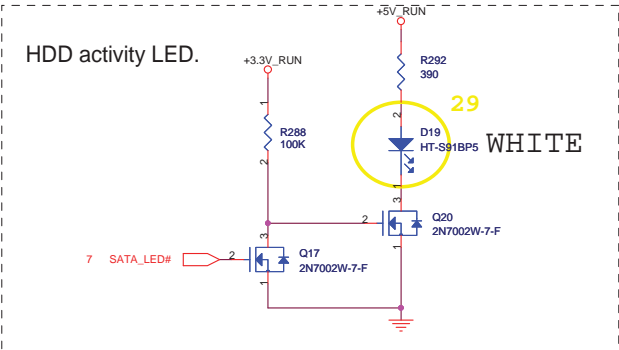 +5V_RUN
HDD activity LED.
+3.3V_RUN
R292
390
29
1
2
D19
HT-S91BP5
WHITE
R288
100K
2
1
3
2
Q20
2N7002W-7-F
1
3
7 SATA_LED#
2
Q17
2N7002W-7-F
1